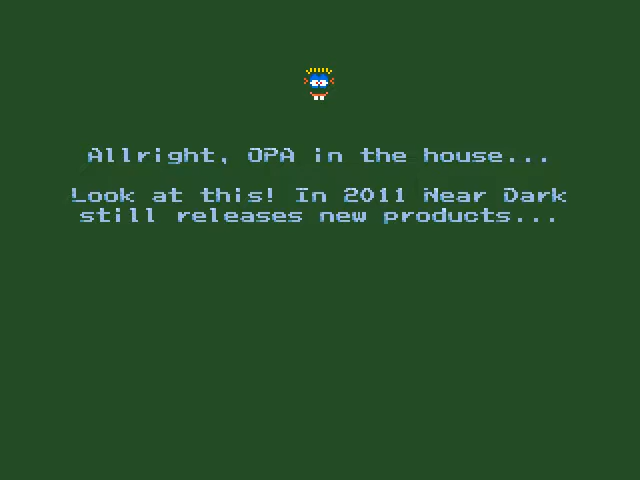 Allright, OPA in the house...
Look at this! In 2011 Near Dark
still releases new products...